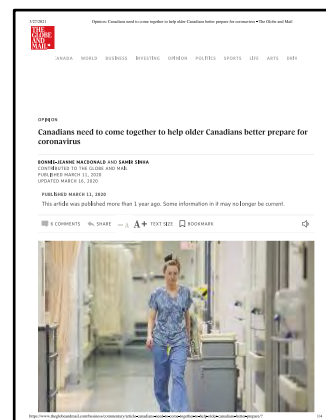 3/27/2021
Opinion: Canadians need to come together to help older Canadians better prepare for coronavirus - The Globe and Mail
THE
GLOBE
AND
MAIL
CANADA WORLD BUSINESS INVESTING OPINION POLITICS SPORTS LIFE ARTS DRIV
OPINION
Canadians need to come together to help older Canadians better prepare for
coronavirus
BONNIE-JEANNE MACDONALD AND SAMIR SINHA
CONTRIBUTED TO THE GLOBE AND MAIL
PUBLISHED MARCH 11, 2020
UPDATED MARCH 16, 2020
PUBLISHED MARCH 11, 2020
This article was published more than 1 year ago. Some information in it may no longer be current.
6 COMMENTS SHARE - A A + TEXT SIZE BOOKMARK